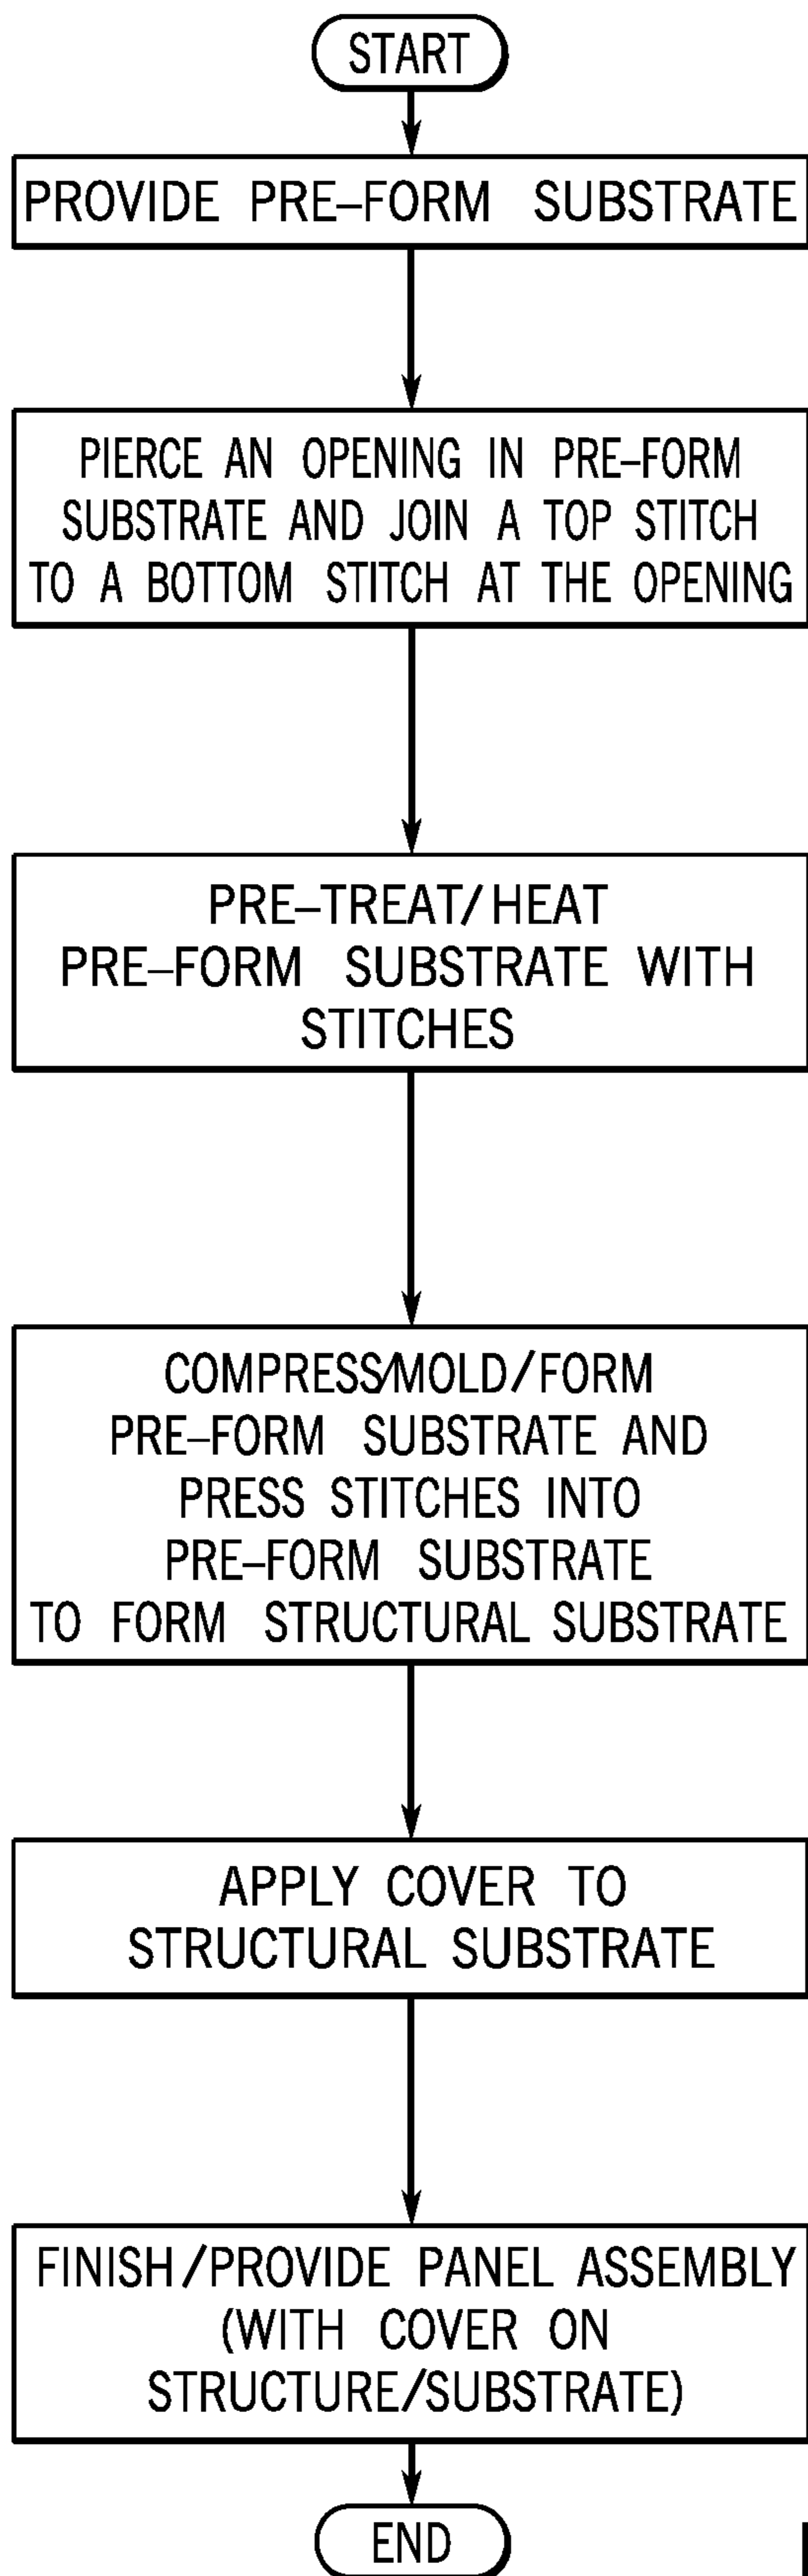 START
PROVIDE PRE–FORM SUBSTRATE
PIERCE AN OPENING IN PRE–FORM
SUBSTRATE AND JOIN A TOP STITCH
TO A BOTTOM STITCH AT THE OPENING
PRE–TREAT/HEAT
PRE–FORM SUBSTRATE WITH
STITCHES
COMPRESS/MOLD/FORM
PRE–FORM SUBSTRATE AND
PRESS STITCHES INTO
PRE–FORM SUBSTRATE
TO FORM STRUCTURAL SUBSTRATE
APPLY COVER TO
STRUCTURAL SUBSTRATE
FINISH/PROVIDE PANEL ASSEMBLY
(WITH COVER ON
STRUCTURE/SUBSTRATE)
END